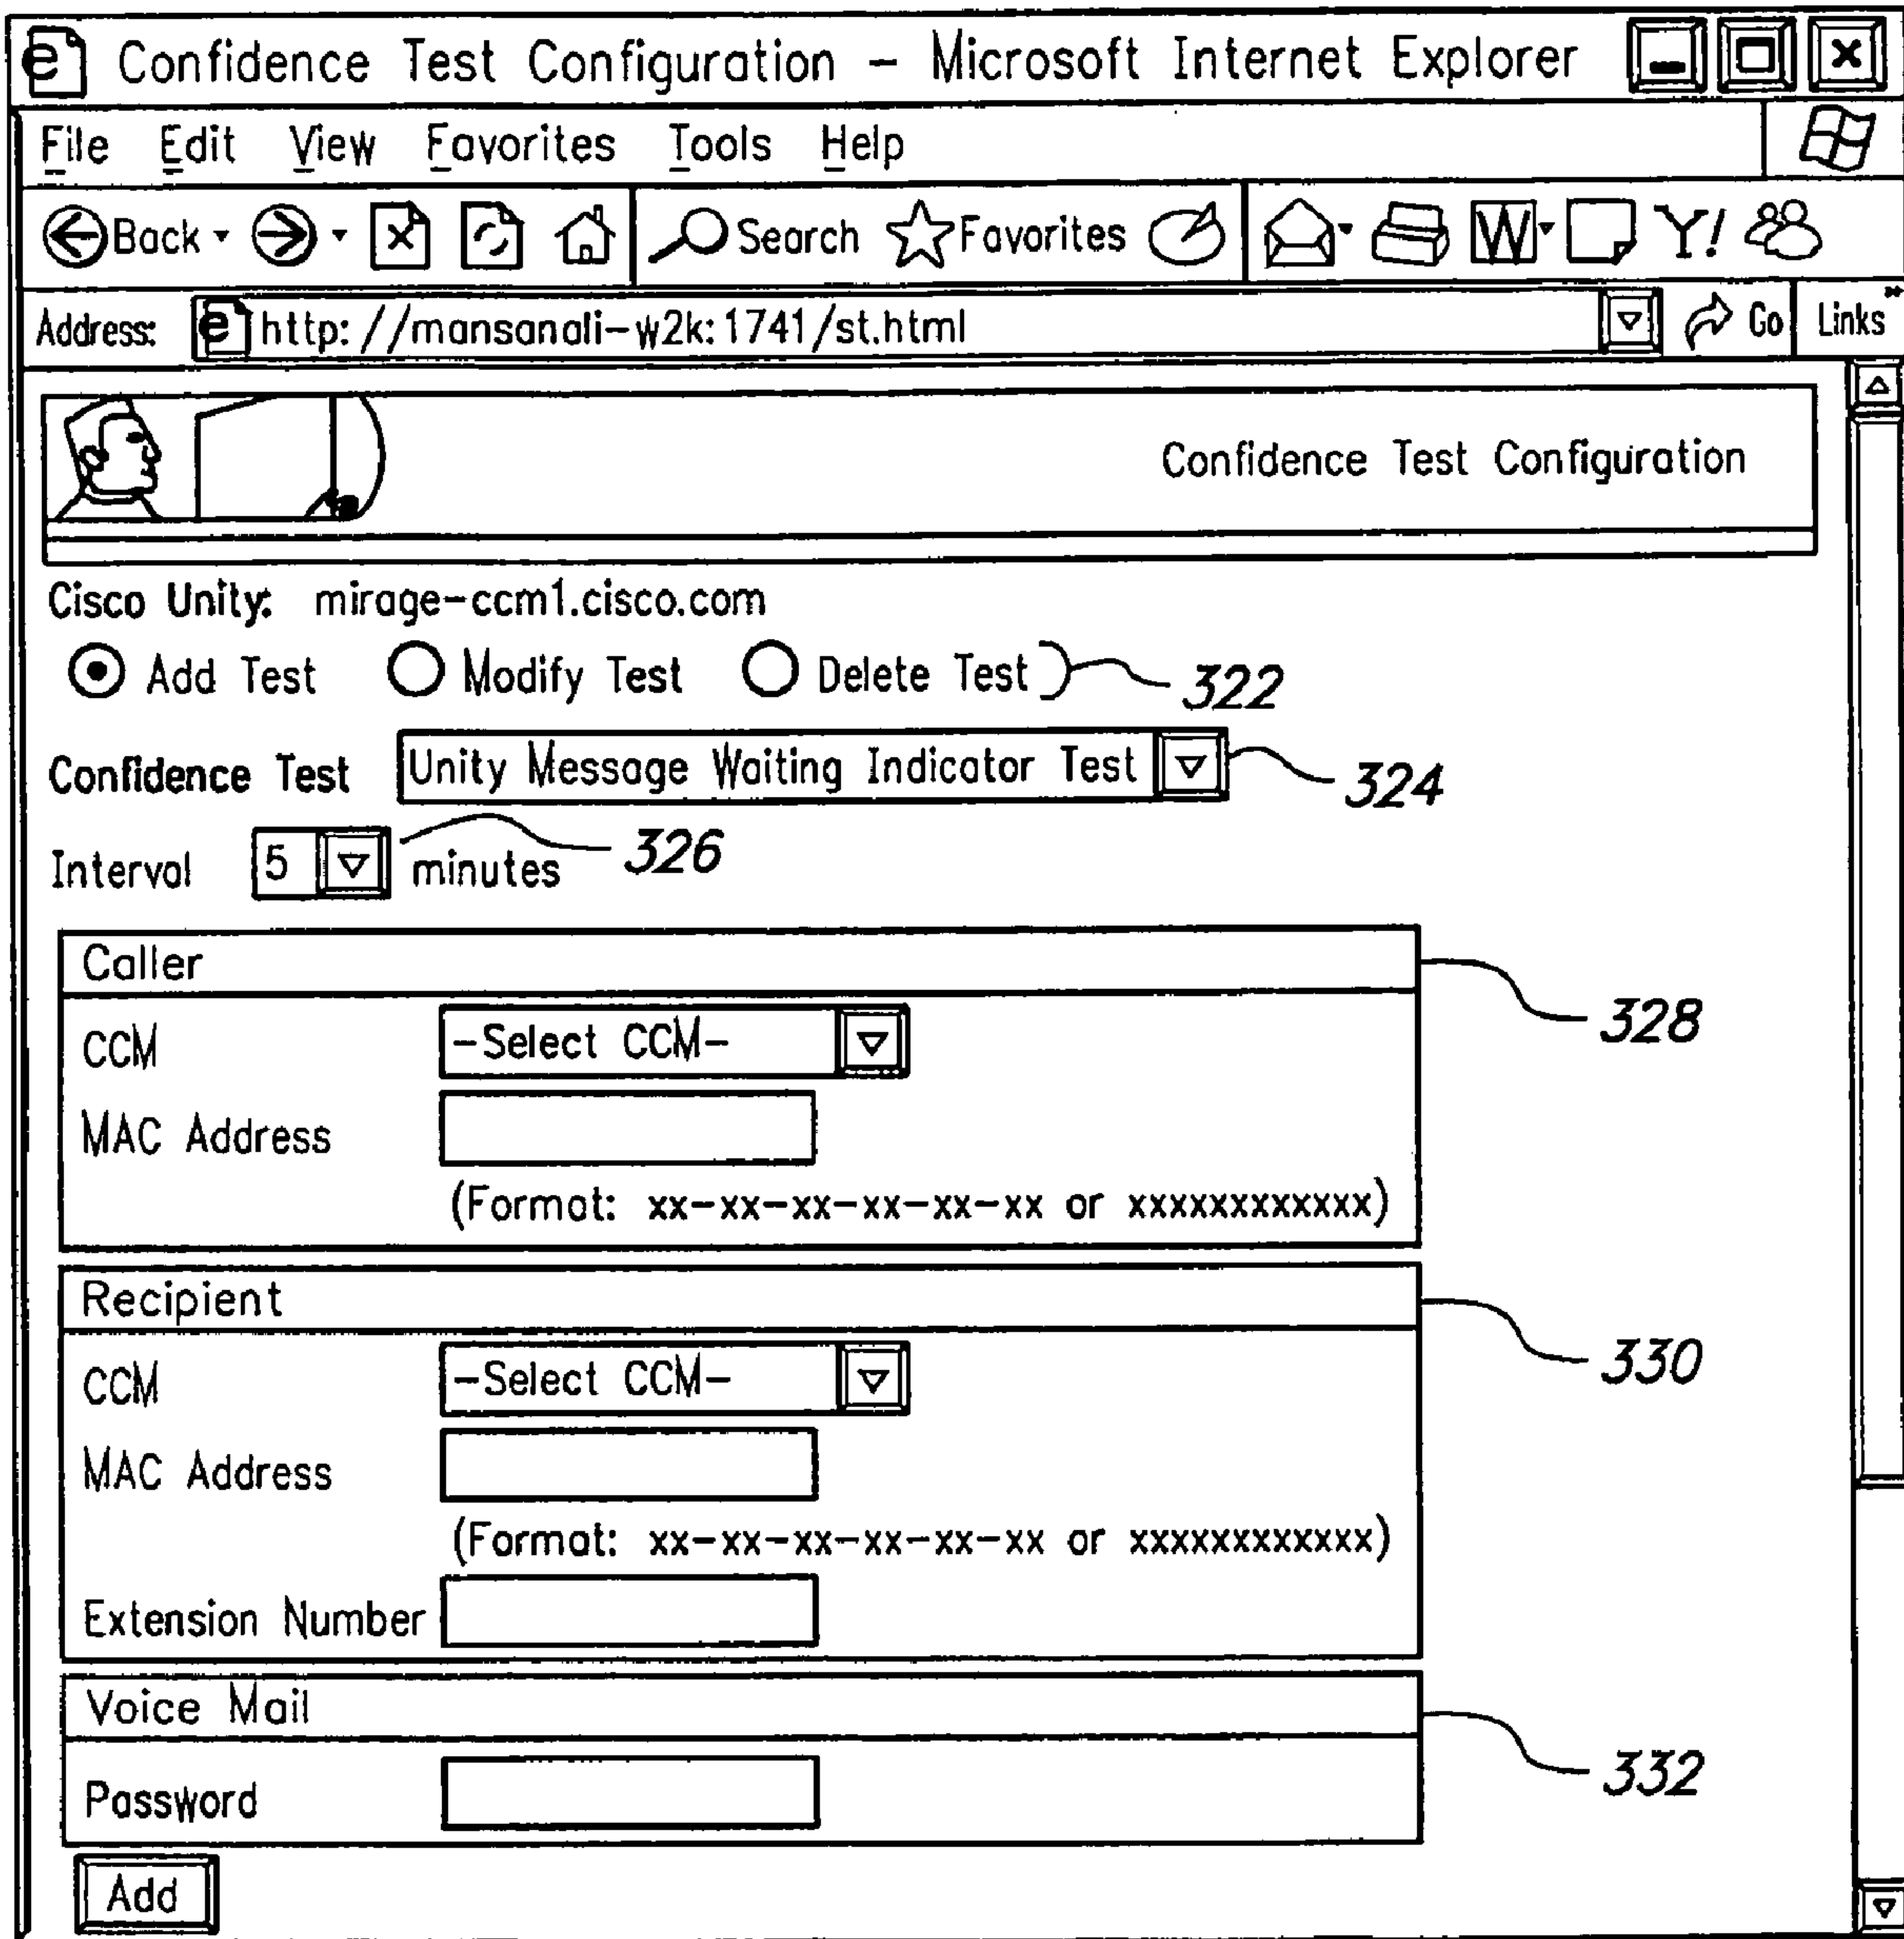 Confidence Test Configuration – Microsoft Internet Explorer
File Edit View Favorites Tools Help
Back Search Favorites W Y!
Address: http://mansanali-w2k:1741/st.html Go Links »
Confidence Test Configuration
Cisco Unity: mirage-ccm1.cisco.com
Add Test Modify Test Delete Test 322
Confidence Test Unity Message Waiting Indicator Test 324
Interval 5 minutes 326
Caller 328
CCM -Select CCM-
MAC Address
(Format: xx-xx-xx-xx-xx-xx or xxxxxxxxxxxx)
Recipient 330
CCM -Select CCM-
MAC Address
(Format: xx-xx-xx-xx-xx-xx or xxxxxxxxxxxx)
Extension Number
Voice Mail 332
Password
Add